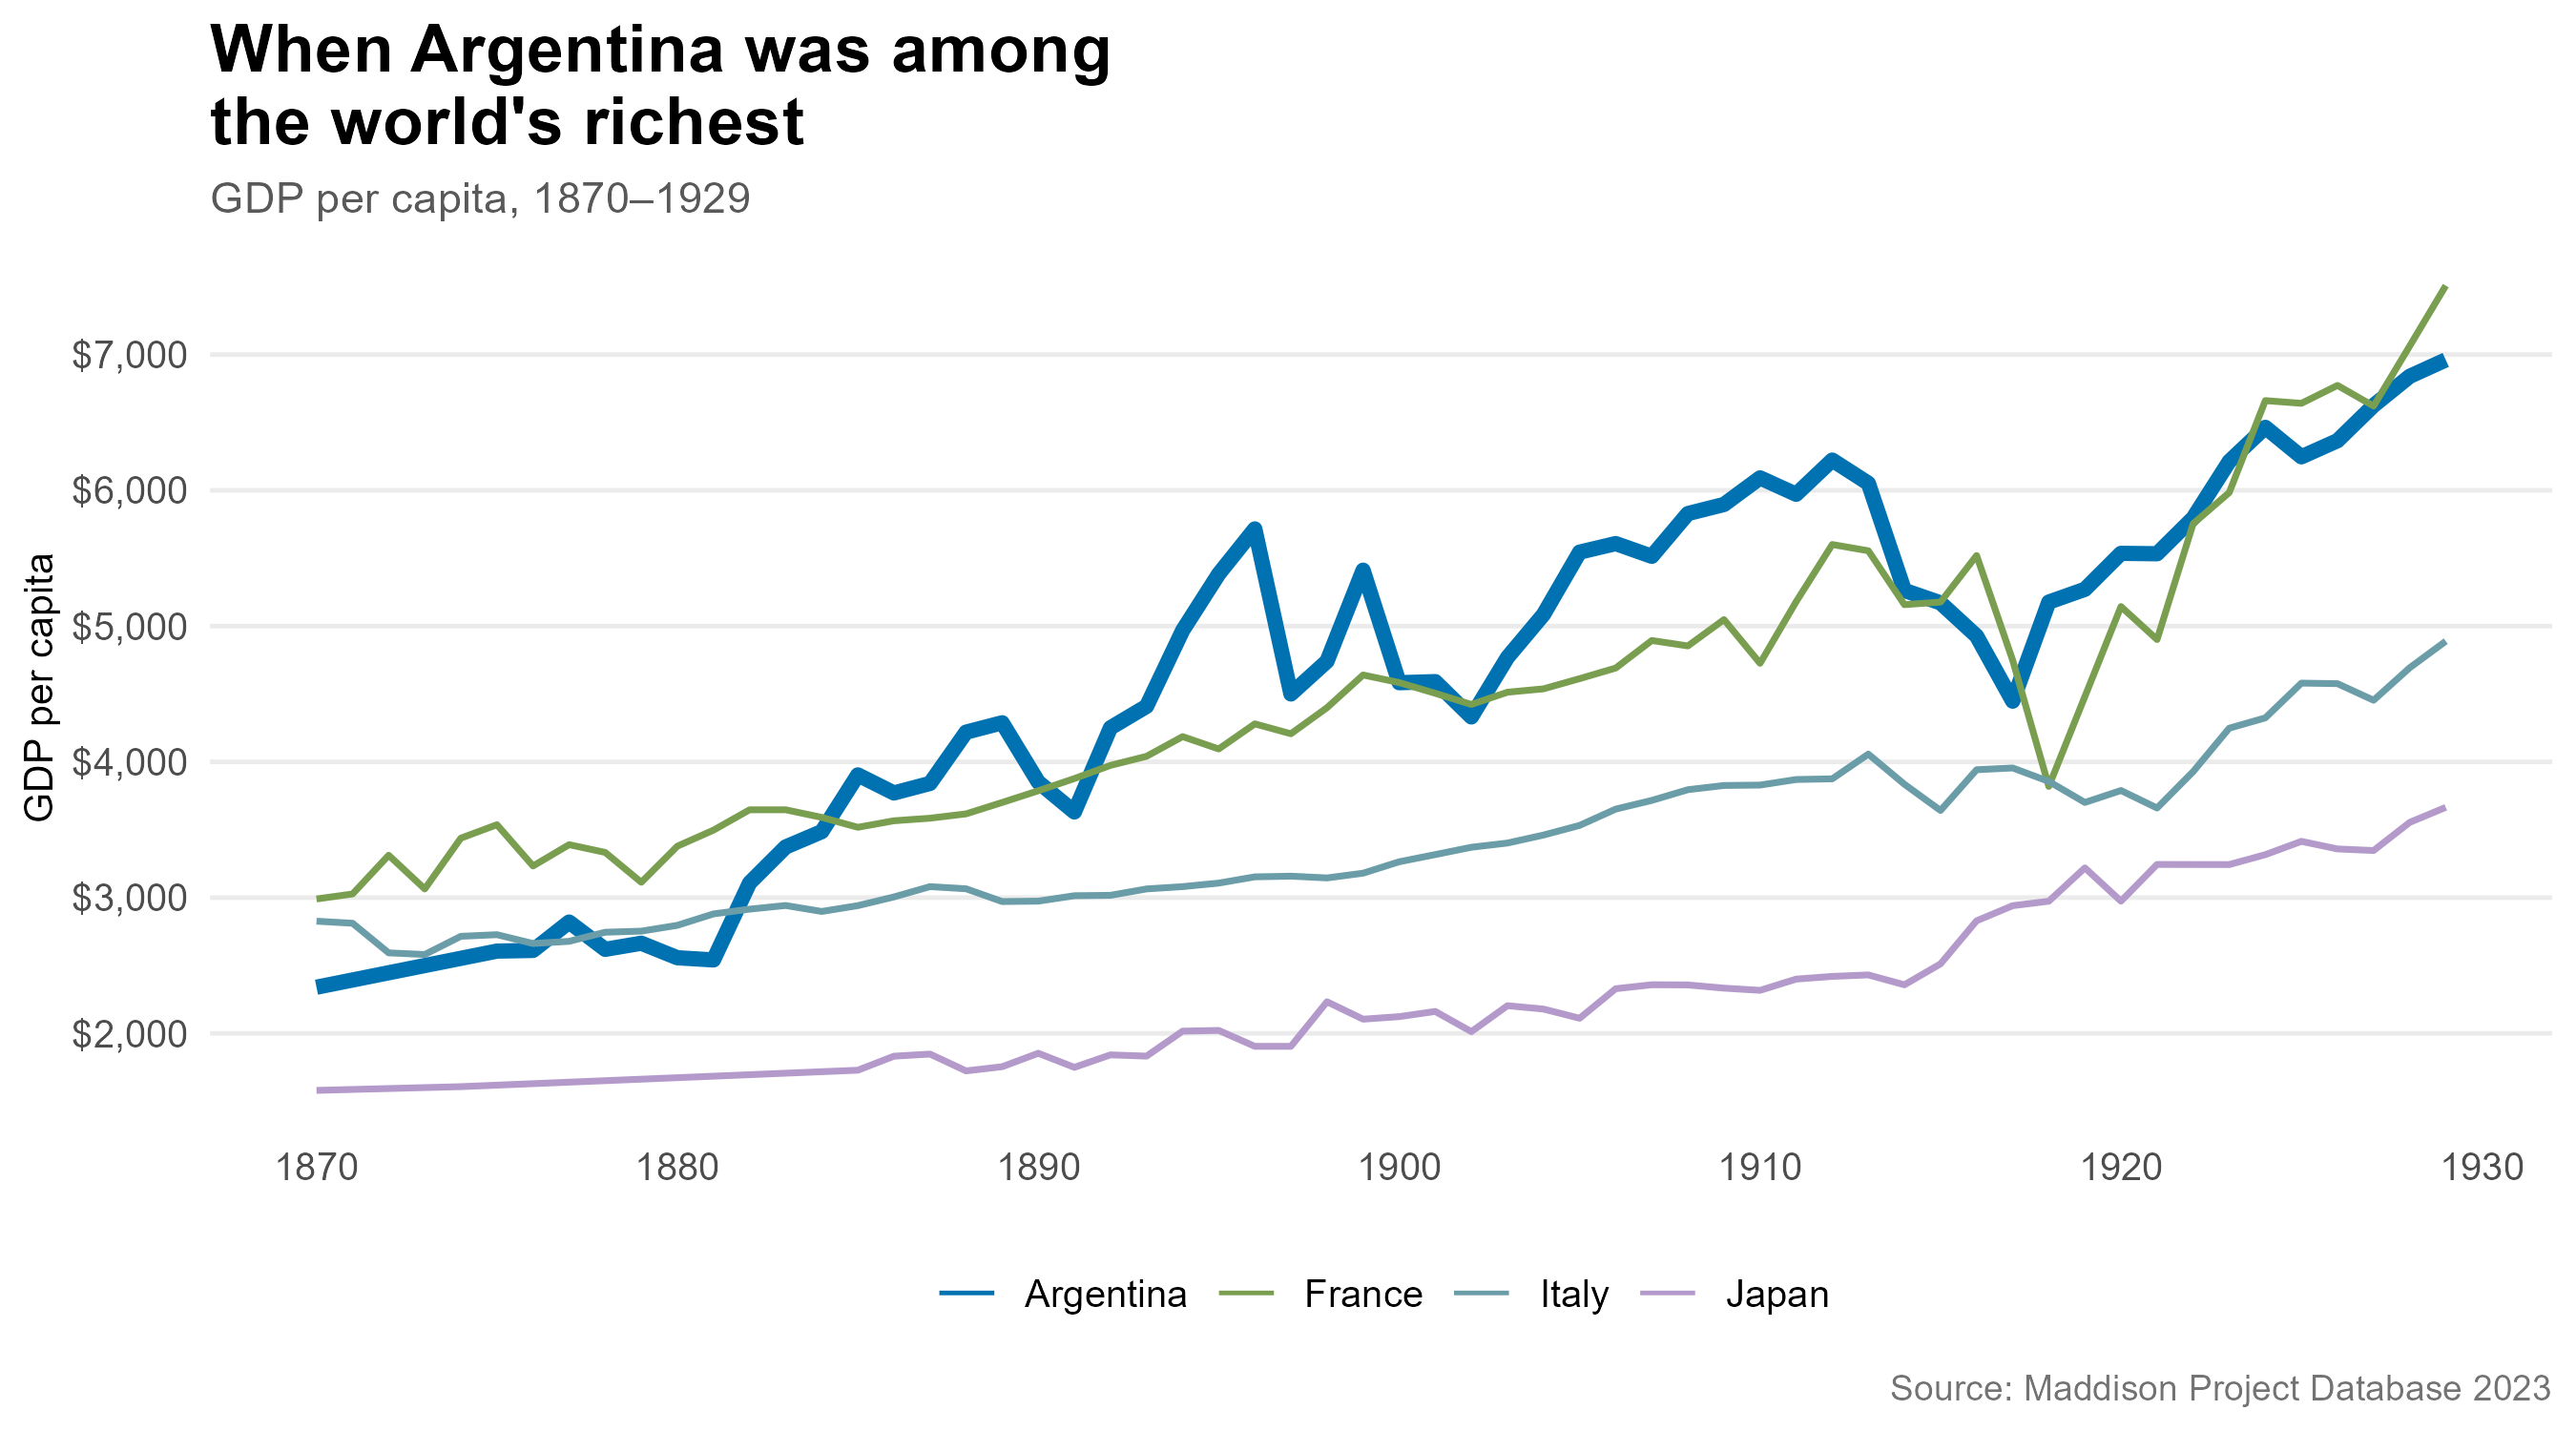 When Argentina was among
the world's richest
GDP per capita, 1870–1929
GDP per capita
$7,000
$6,000
$5,000
$4,000
$3,000
$2,000
1870 1880 1890 1900 1910 1920 1930
Argentina France Italy Japan
Source: Maddison Project Database 2023